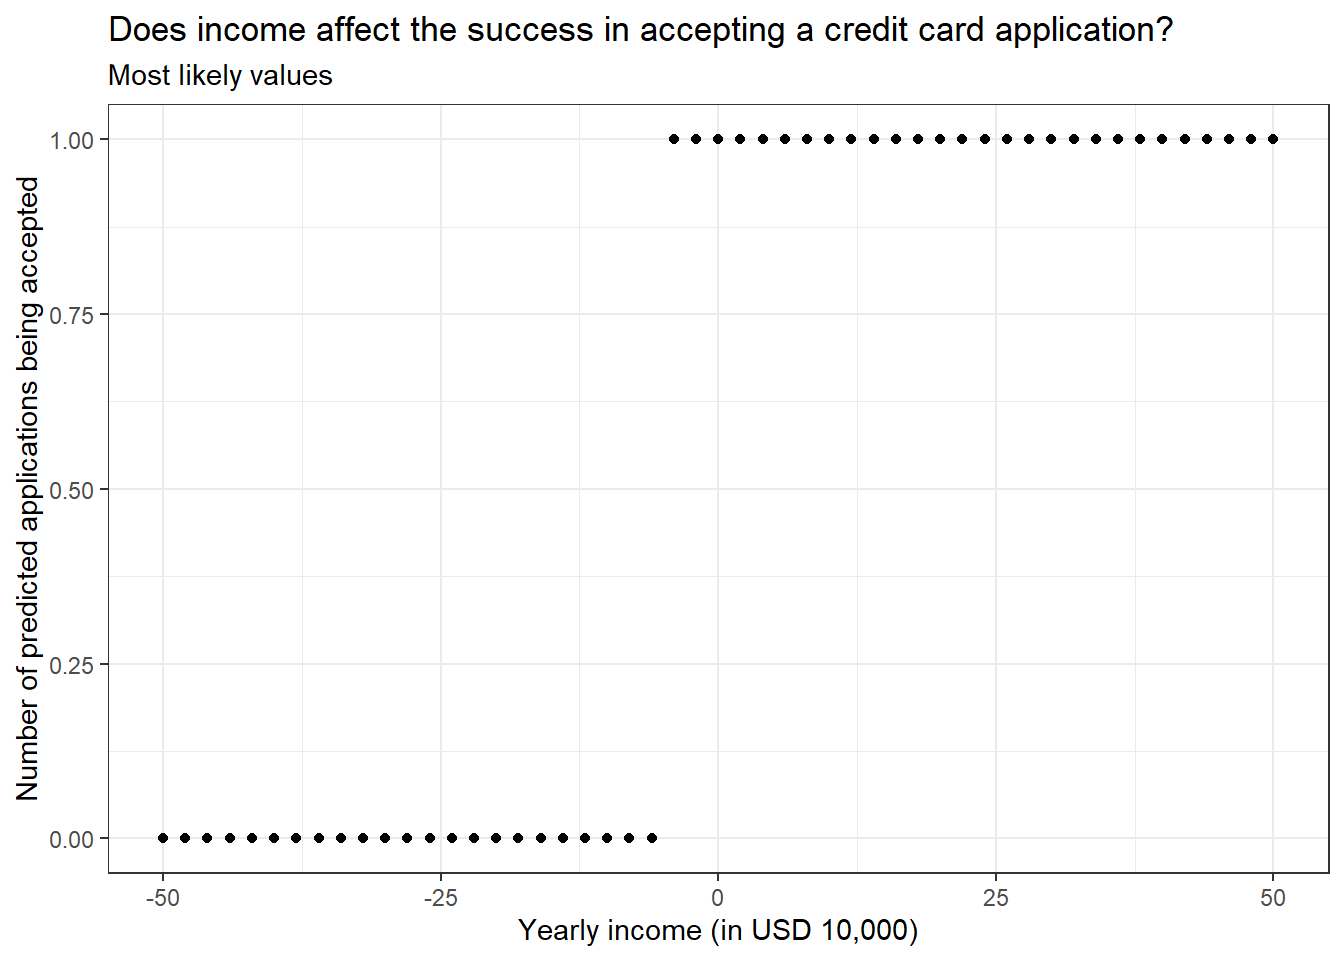 Does income affect the success in accepting a credit card application?
Most likely values
Number of predicted applications being accepted
1.00
0.75
0.50
0.25
0.00
-50
-25
0
25
50
Yearly income (in USD 10,000)